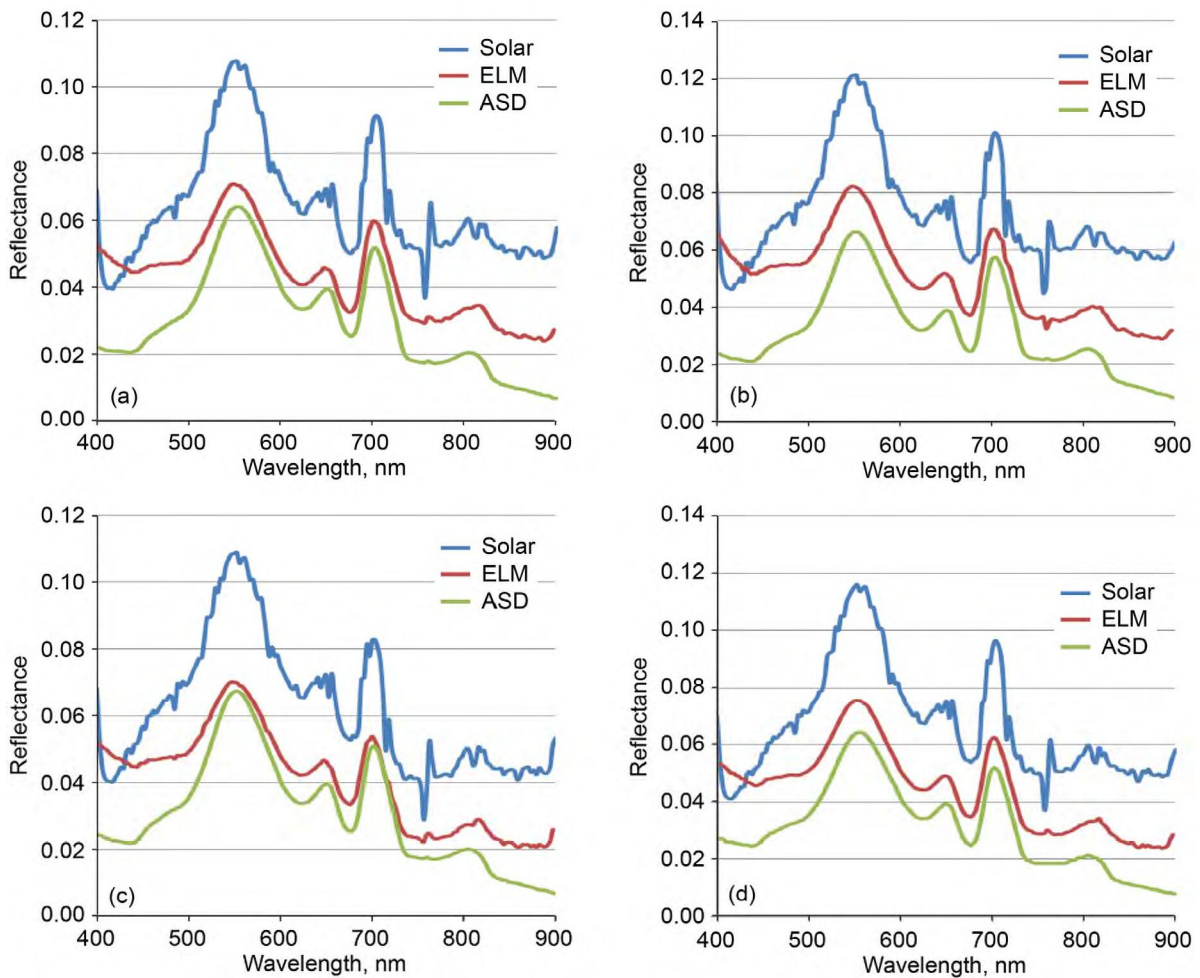 0.12
0.10
0.08
0.06
0.04
0.02
0.00
Reflectance
Solar
ELM
ASD
(a)
400 500 600 700 800 900
Wavelength, nm
0.14
0.12
0.10
0.08
0.06
0.04
0.02
0.00
Reflectance
Solar
ELM
ASD
(b)
400 500 600 700 800 900
Wavelength, nm
0.12
0.10
0.08
0.06
0.04
0.02
0.00
Reflectance
Solar
ELM
ASD
(c)
400 500 600 700 800 900
Wavelength, nm
0.14
0.12
0.10
0.08
0.06
0.04
0.02
0.00
Reflectance
Solar
ELM
ASD
(d)
400 500 600 700 800 900
Wavelength, nm